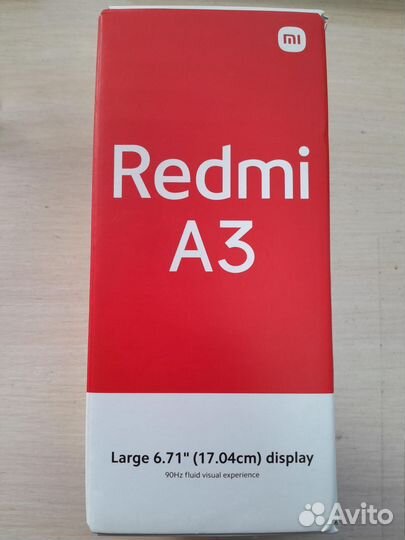 mi
Redmi
A3
Large 6.71" (17.04cm) display
90Hz fluid visual experience
Avito